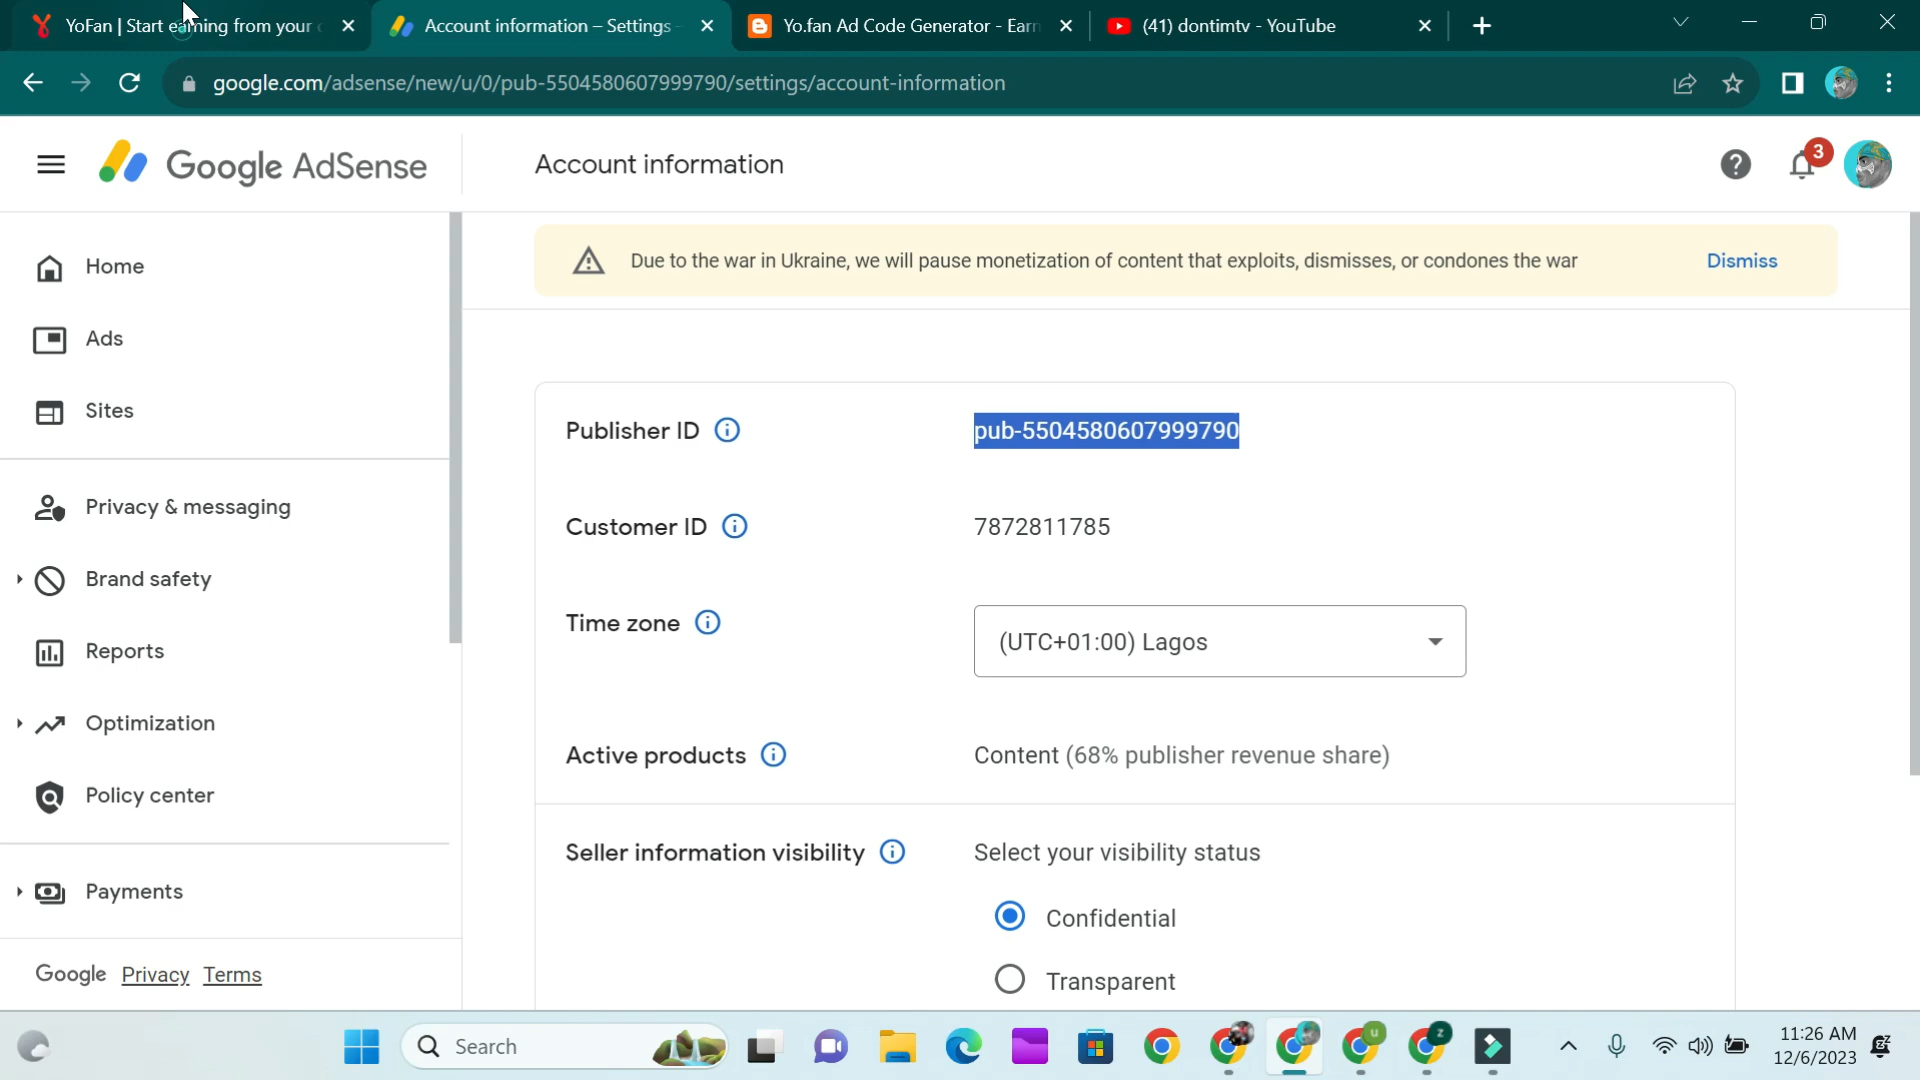 YoFan | Start earning from your c
Account information – Settings -
Yo.fan Ad Code Generator - Earn
(41) dontimtv - YouTube
google.com/adsense/new/u/0/pub-5504580607999790/settings/account-information
Google AdSense
Account information
3
Due to the war in Ukraine, we will pause monetization of content that exploits, dismisses, or condones the war
Dismiss
Home
Ads
Sites
Privacy & messaging
Brand safety
Reports
Optimization
Policy center
Payments
Google Privacy Terms
Publisher ID
pub-5504580607999790
Customer ID
7872811785
Time zone
(UTC+01:00) Lagos
Active products
Content (68% publisher revenue share)
Seller information visibility
Select your visibility status
Confidential
Transparent
Search
u
z
11:26 AM
12/6/2023